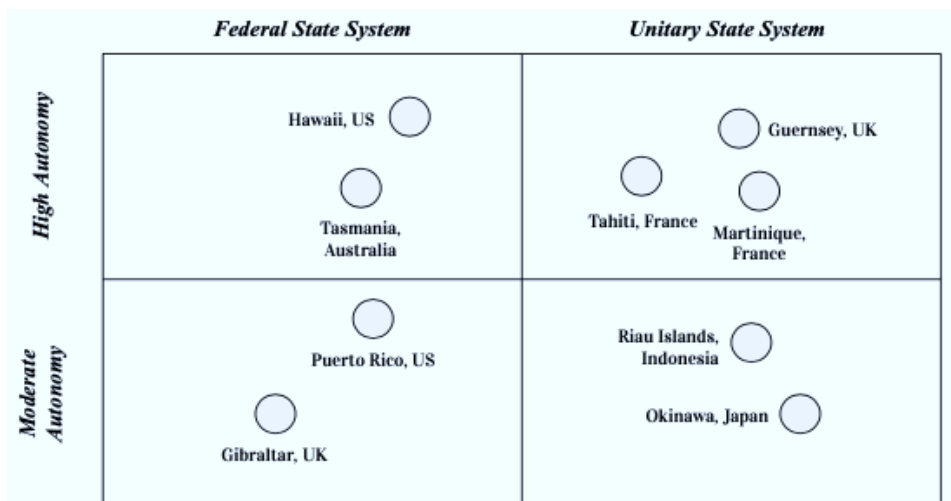 Federal State System
Unitary State System
High Autonomy
Hawaii, US
Guernsey, UK
Tasmania,
Australia
Tahiti, France
Martinique,
France
Moderate
Autonomy
Puerto Rico, US
Riau Islands,
Indonesia
Gibraltar, UK
Okinawa, Japan